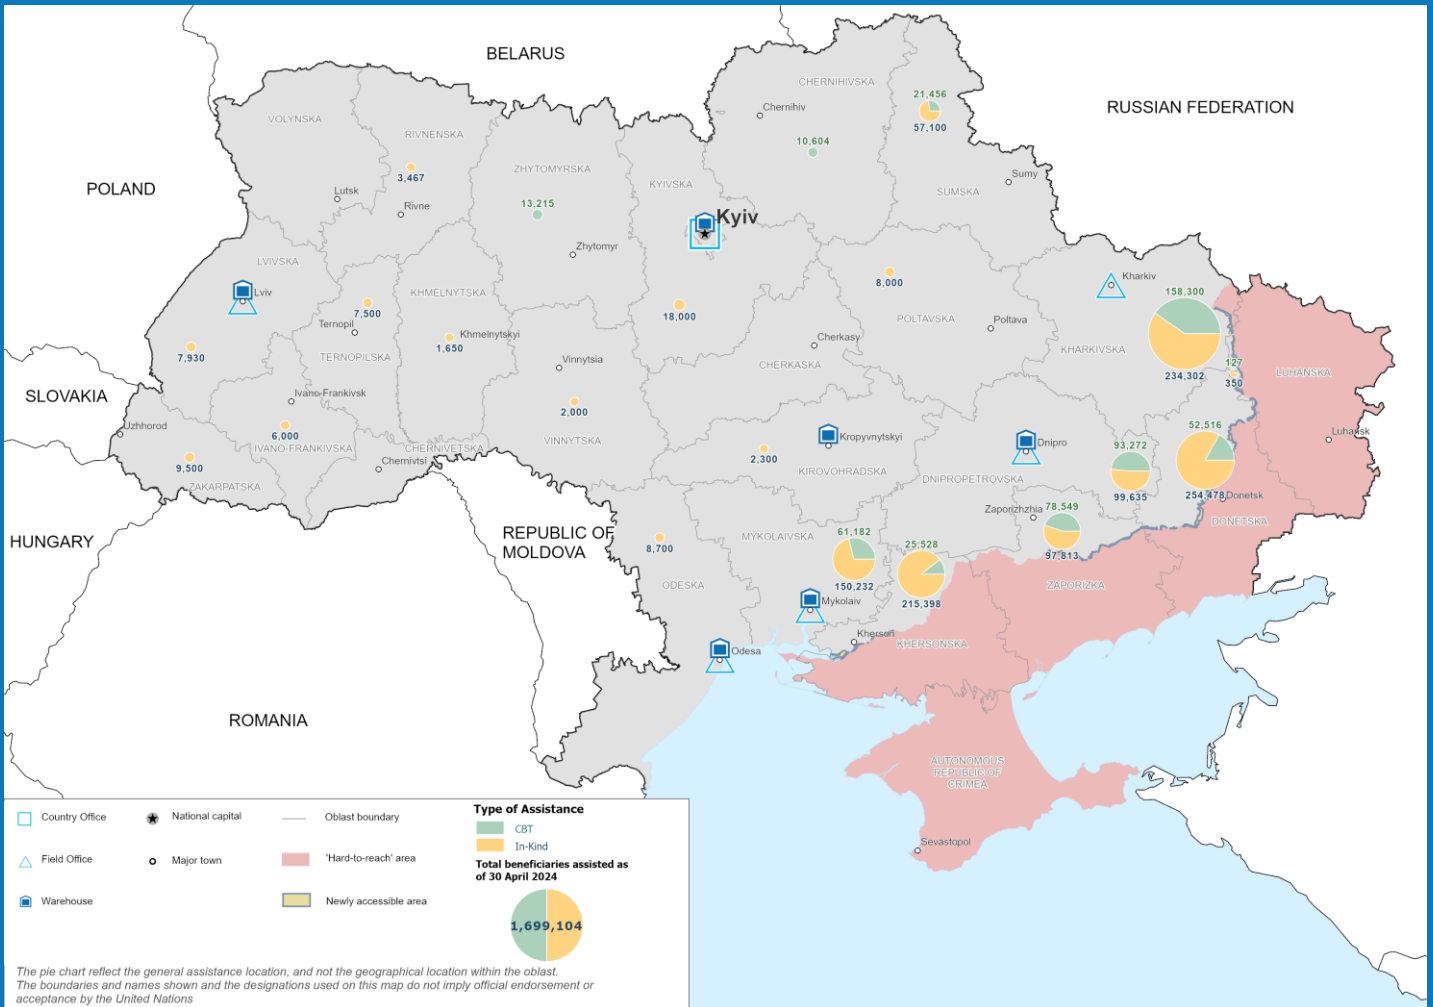 BELARUS
RUSSIAN FEDERATION
POLAND
SLOVAKIA
HUNGARY
ROMANIA
REPUBLIC OF
MOLDOVA
VOLYNSKA
Lutsk
RIVNENSKA
3,467
Rivne
ZHYTOMYRSKA
13,215
Zhytomyr
KYIVSKA
Kyiv
18,000
CHERNIHIVSKA
Chernihiv
10,604
21,456
57,100
SUMSKA
Sumy
LVIVSKA
Lviv
7,930
7,500
Ternopil
TERNOPILSKA
KHMELNYTSKA
Khmelnytskyi
1,650
Vinnytsia
2,000
VINNYTSKA
Cherkasy
CHERKASKA
8,000
POLTAVSKA
Poltava
Kharkiv
158,300
KHARKIVSKA
234,302
127
350
LUHANSKA
Luhansk
Uzhhorod
9,500
ZAKARPATSKA
Ivano-Frankivsk
6,000
IVANO-FRANKIVSKA
Chernivtsi
CHERNIVETSKA
Kropyvnytskyi
2,300
KIROVOHRADSKA
Dnipro
DNIPROPETROVSKA
93,272
99,635
52,516
254,478
Donetsk
DONETSKA
Zaporizhzhia
78,549
97,813
ZAPORIZKA
8,700
ODESKA
Odesa
MYKOLAIVSKA
61,182
150,232
Mykolaiv
25,528
215,398
Kherson
KHERSONSKA
AUTONOMOUS
REPUBLIC OF
CRIMEA
Sevastopol
Country Office
National capital
Oblast boundary
Field Office
Major town
'Hard-to-reach' area
Warehouse
Newly accessible area
Type of Assistance
CBT
In-Kind
Total beneficiaries assisted as
of 30 April 2024
1,699,104
The pie chart reflect the general assistance location, and not the geographical location within the oblast.
The boundaries and names shown and the designations used on this map do not imply official endorsement or
acceptance by the United Nations